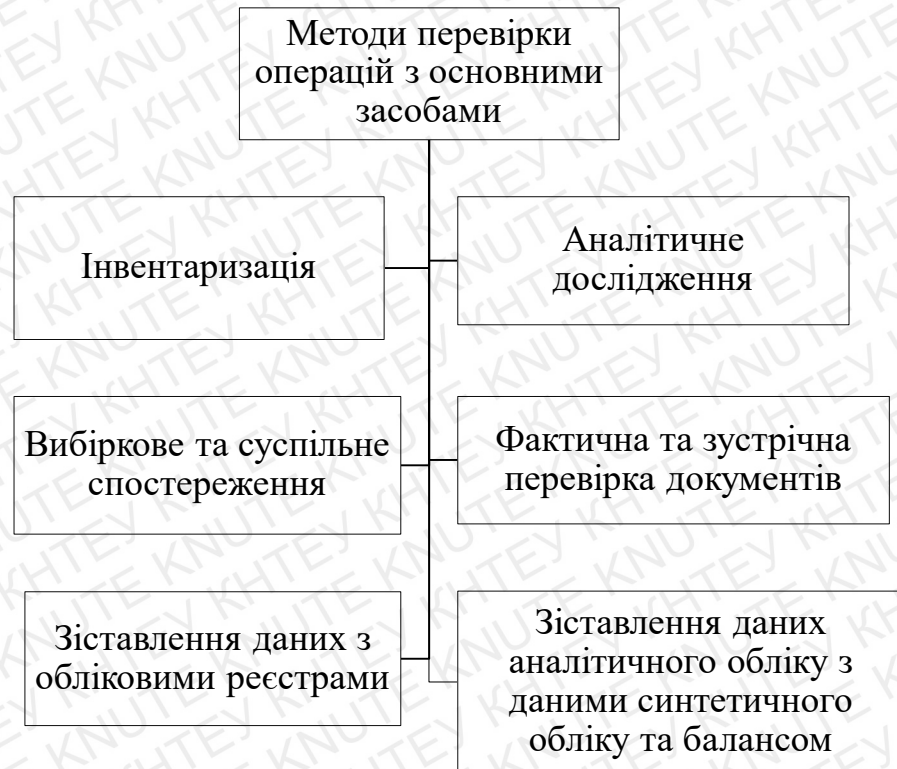 Методи перевірки
операцій з основними
засобами
Інвентаризація
Аналітичне
дослідження
Вибіркове та суспільне
спостереження
Фактична та зустрічна
перевірка документів
Зіставлення даних з
обліковими реєстрами
Зіставлення даних
аналітичного обліку з
даними синтетичного
обліку та балансом